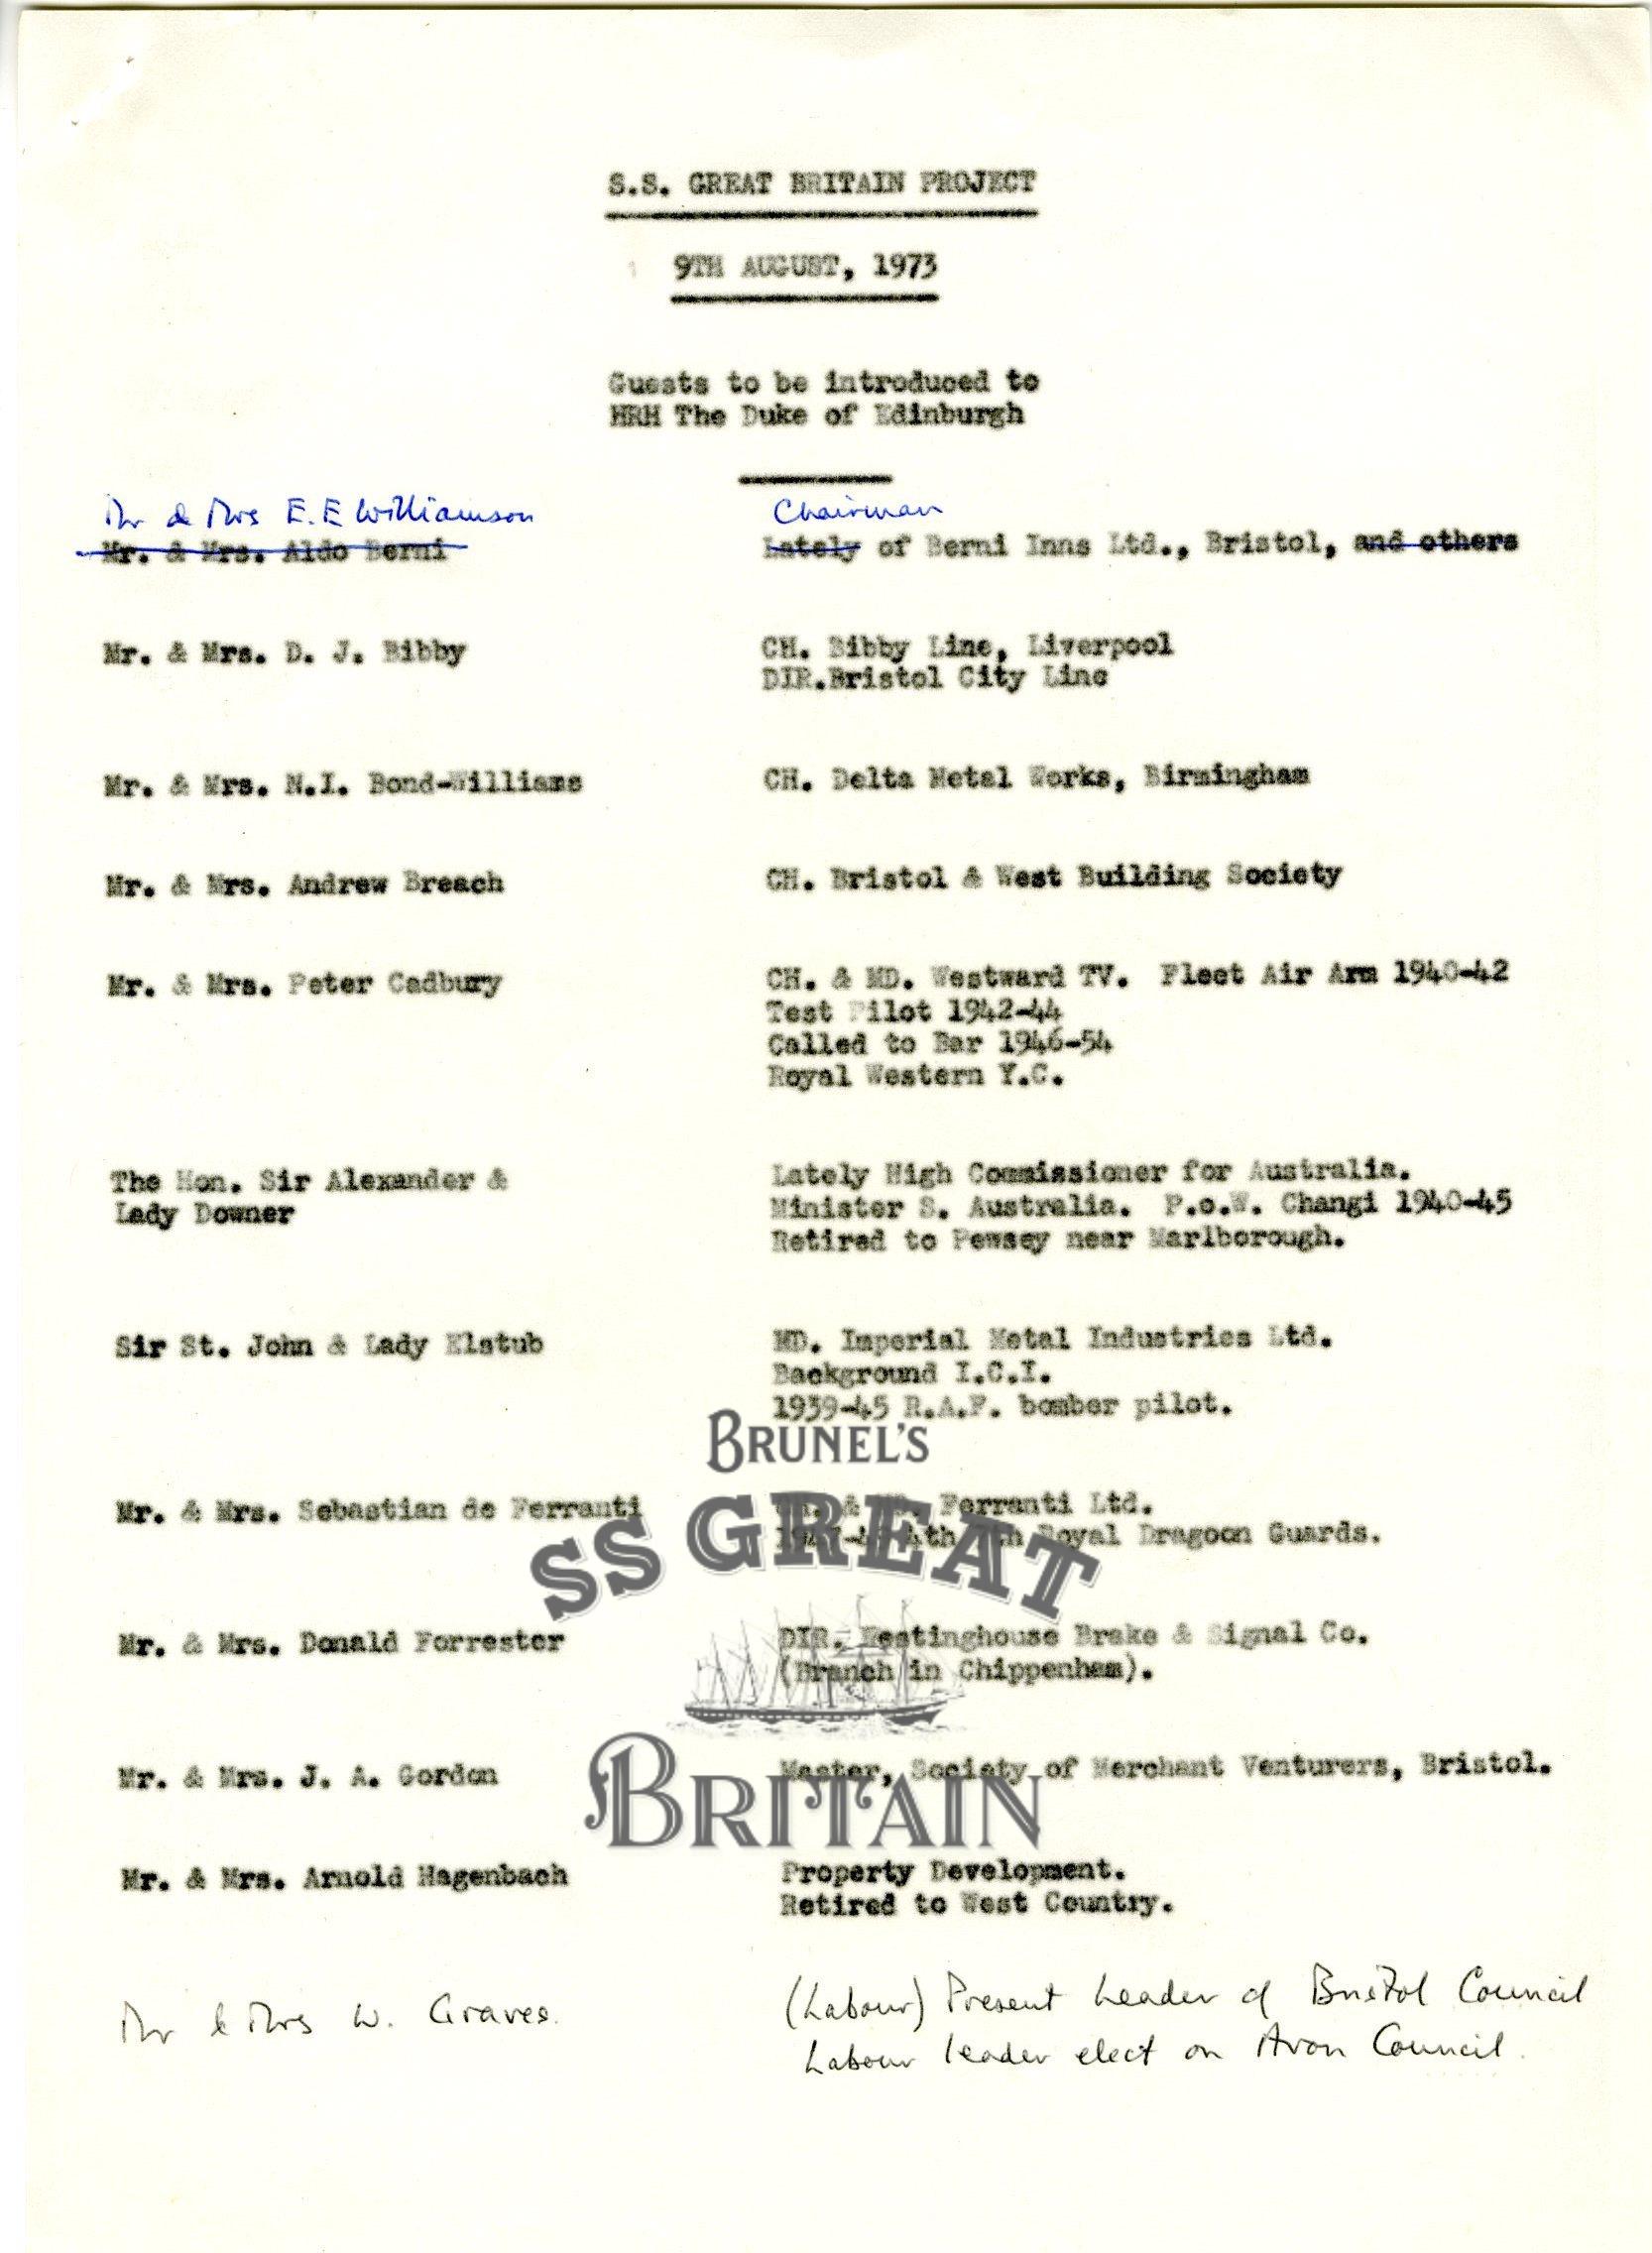 S.S. GREAT BRITAIN PROJECT
9TH AUGUST, 1973
Guests to be introduced to
HRH The Duke of Edinburgh
Mr & Mrs E.E Williamson Chairman
Mr. & Mrs. Aldo Berni Lately of Berni Inns Ltd., Bristol, and others
Mr. & Mrs. D. J. Bibby CH. Bibby Line, Liverpool
DIR.Bristol City Line
Mr. & Mrs. N.I. Bond-Williams CH. Delta Metal Works, Birmingham
Mr. & Mrs. Andrew Breach CH. Bristol & West Building Society
Mr. & Mrs. Peter Cadbury CH. & MD. Westward TV. Fleet Air Arm 1940-42
Test Pilot 1942-44
Called to Bar 1946-54
Royal Western Y.C.
The Hon. Sir Alexander & Lately High Commissioner for Australia.
Lady Downer Minister S. Australia. P.o.W. Changi 1940-45
Retired to Pewsey near Marlborough.
Sir St. John & Lady Elstub MD. Imperial Metal Industries Ltd.
Background I.C.I.
1939-45 R.A.F. bomber pilot.
BRUNEL'S
Mr. & Mrs. Sebastian de Ferranti & Ferranti Ltd.
4th 7th Royal Dragoon Guards.
SS GREAT
Mr. & Mrs. Donald Forrester DIR. Westinghouse Brake & Signal Co.
(Branch in Chippenham).
Mr. & Mrs. J. A. Gordon Master, Society of Merchant Venturers, Bristol.
BRITAIN
Mr. & Mrs. Arnold Hagenbach Property Development.
Retired to West Country.
Mr & Mrs W. Graves. (Labour) Present Leader of Bristol Council
Labour leader elect on Avon Council.